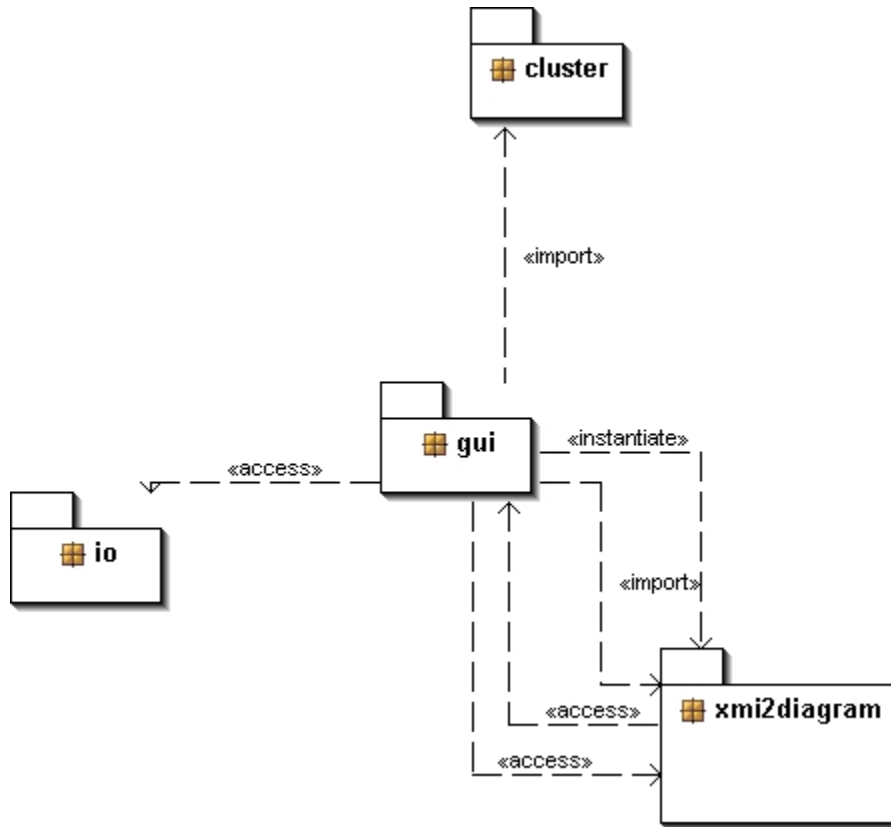 cluster
«import»
gui
«instantiate»
«access»
io
«import»
xmi2diagram
«access»
«access»